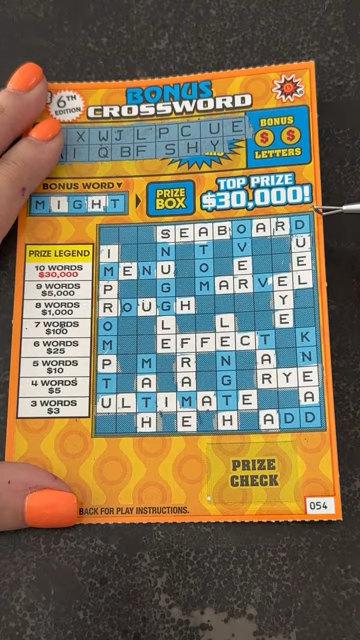 6TH
EDITION
BONUS
CROSSWORD
X W J L P C U E
I Q B F S H Y
BONUS
$ $
LETTERS
BONUS WORD
MIGHT
PRIZE
BOX
TOP PRIZE
$30,000!
PRIZE LEGEND
10 WORDS
$30,000
9 WORDS
$5,000
8 WORDS
$1,000
7 WORDS
$100
6 WORDS
$25
5 WORDS
$10
4 WORDS
$5
3 WORDS
$3
SEABOARD
MENU
MARVEL
ROUGH
EFFECT
RYE
ULTIMATE
ADD
PRIZE
CHECK
BACK FOR PLAY INSTRUCTIONS.
054